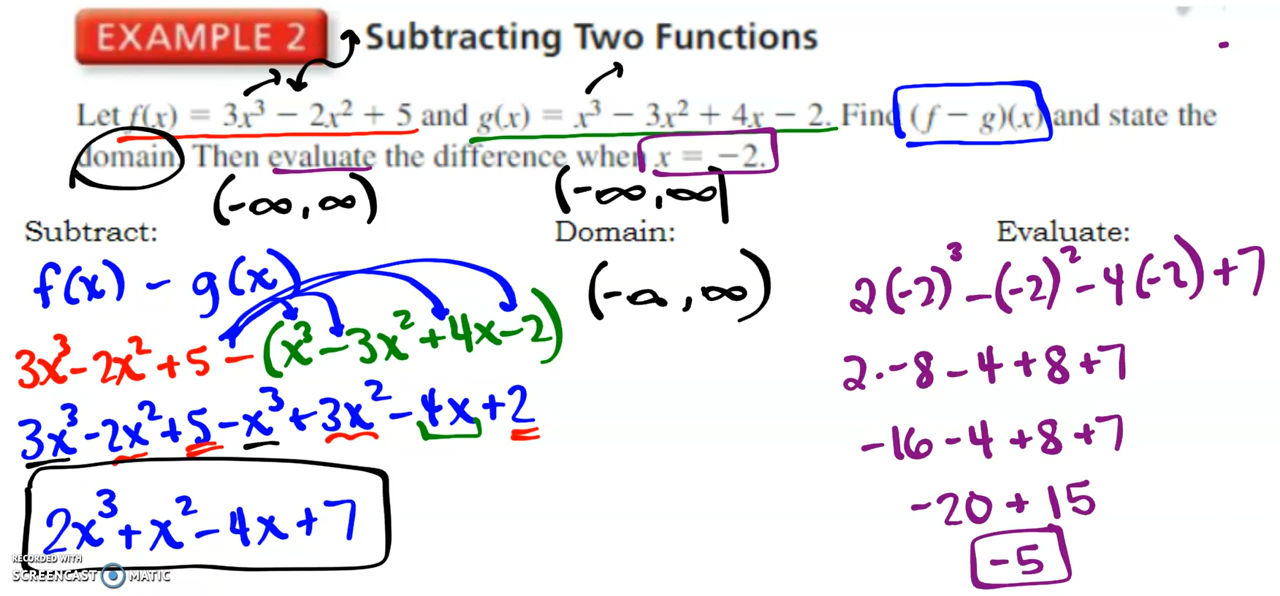 EXAMPLE 2 Subtracting Two Functions
Let f(x) = 3x³ − 2x² + 5 and g(x) = x³ − 3x² + 4x − 2. Find (f − g)(x) and state the
domain. Then evaluate the difference when x = −2.
(-∞, ∞) (-∞, ∞)
Subtract: Domain: Evaluate:
f(x) - g(x)
(-∞, ∞)
2(-2)³ - (-2)² - 4(-2) + 7
3x³ - 2x² + 5 - (x³ - 3x² + 4x - 2)
2·-8 - 4 + 8 + 7
3x³ - 2x² + 5 - x³ + 3x² - 4x + 2
-16 - 4 + 8 + 7
2x³ + x² - 4x + 7
-20 + 15
-5
RECORDED WITH
SCREENCAST MATIC